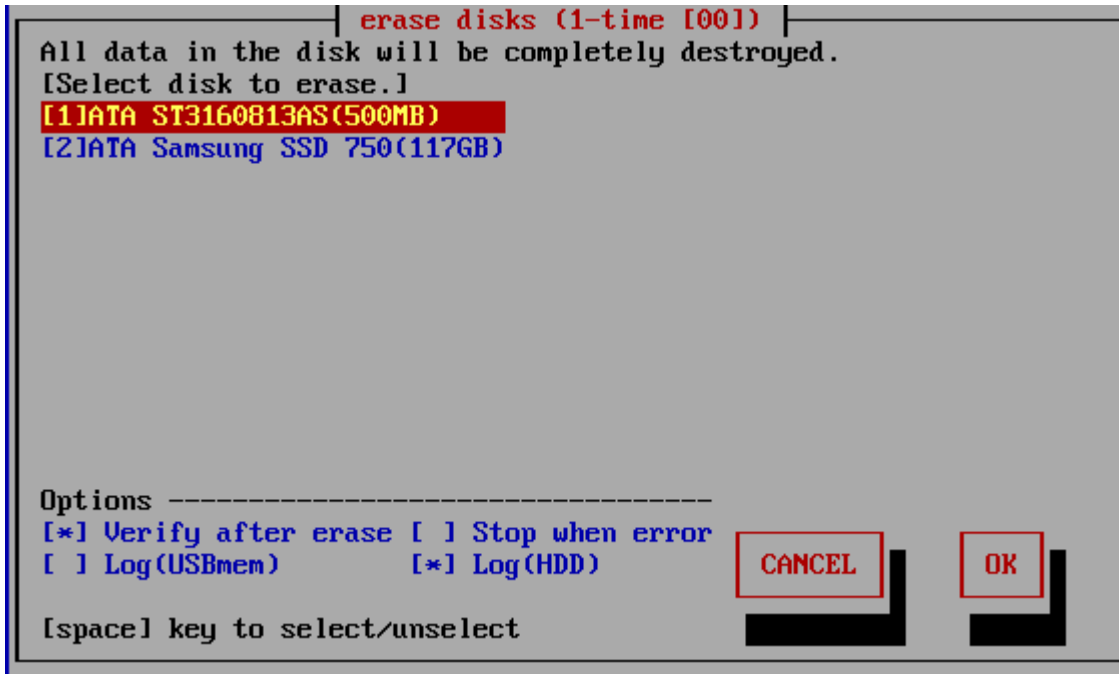 erase disks (1-time [00])
All data in the disk will be completely destroyed.
[Select disk to erase.]
[1]ATA ST3160813AS(500MB)
[2]ATA Samsung SSD 750(117GB)
Options ----------------------------------
[*] Verify after erase [ ] Stop when error
[ ] Log(USBmem) [*] Log(HDD)
CANCEL OK
[space] key to select/unselect